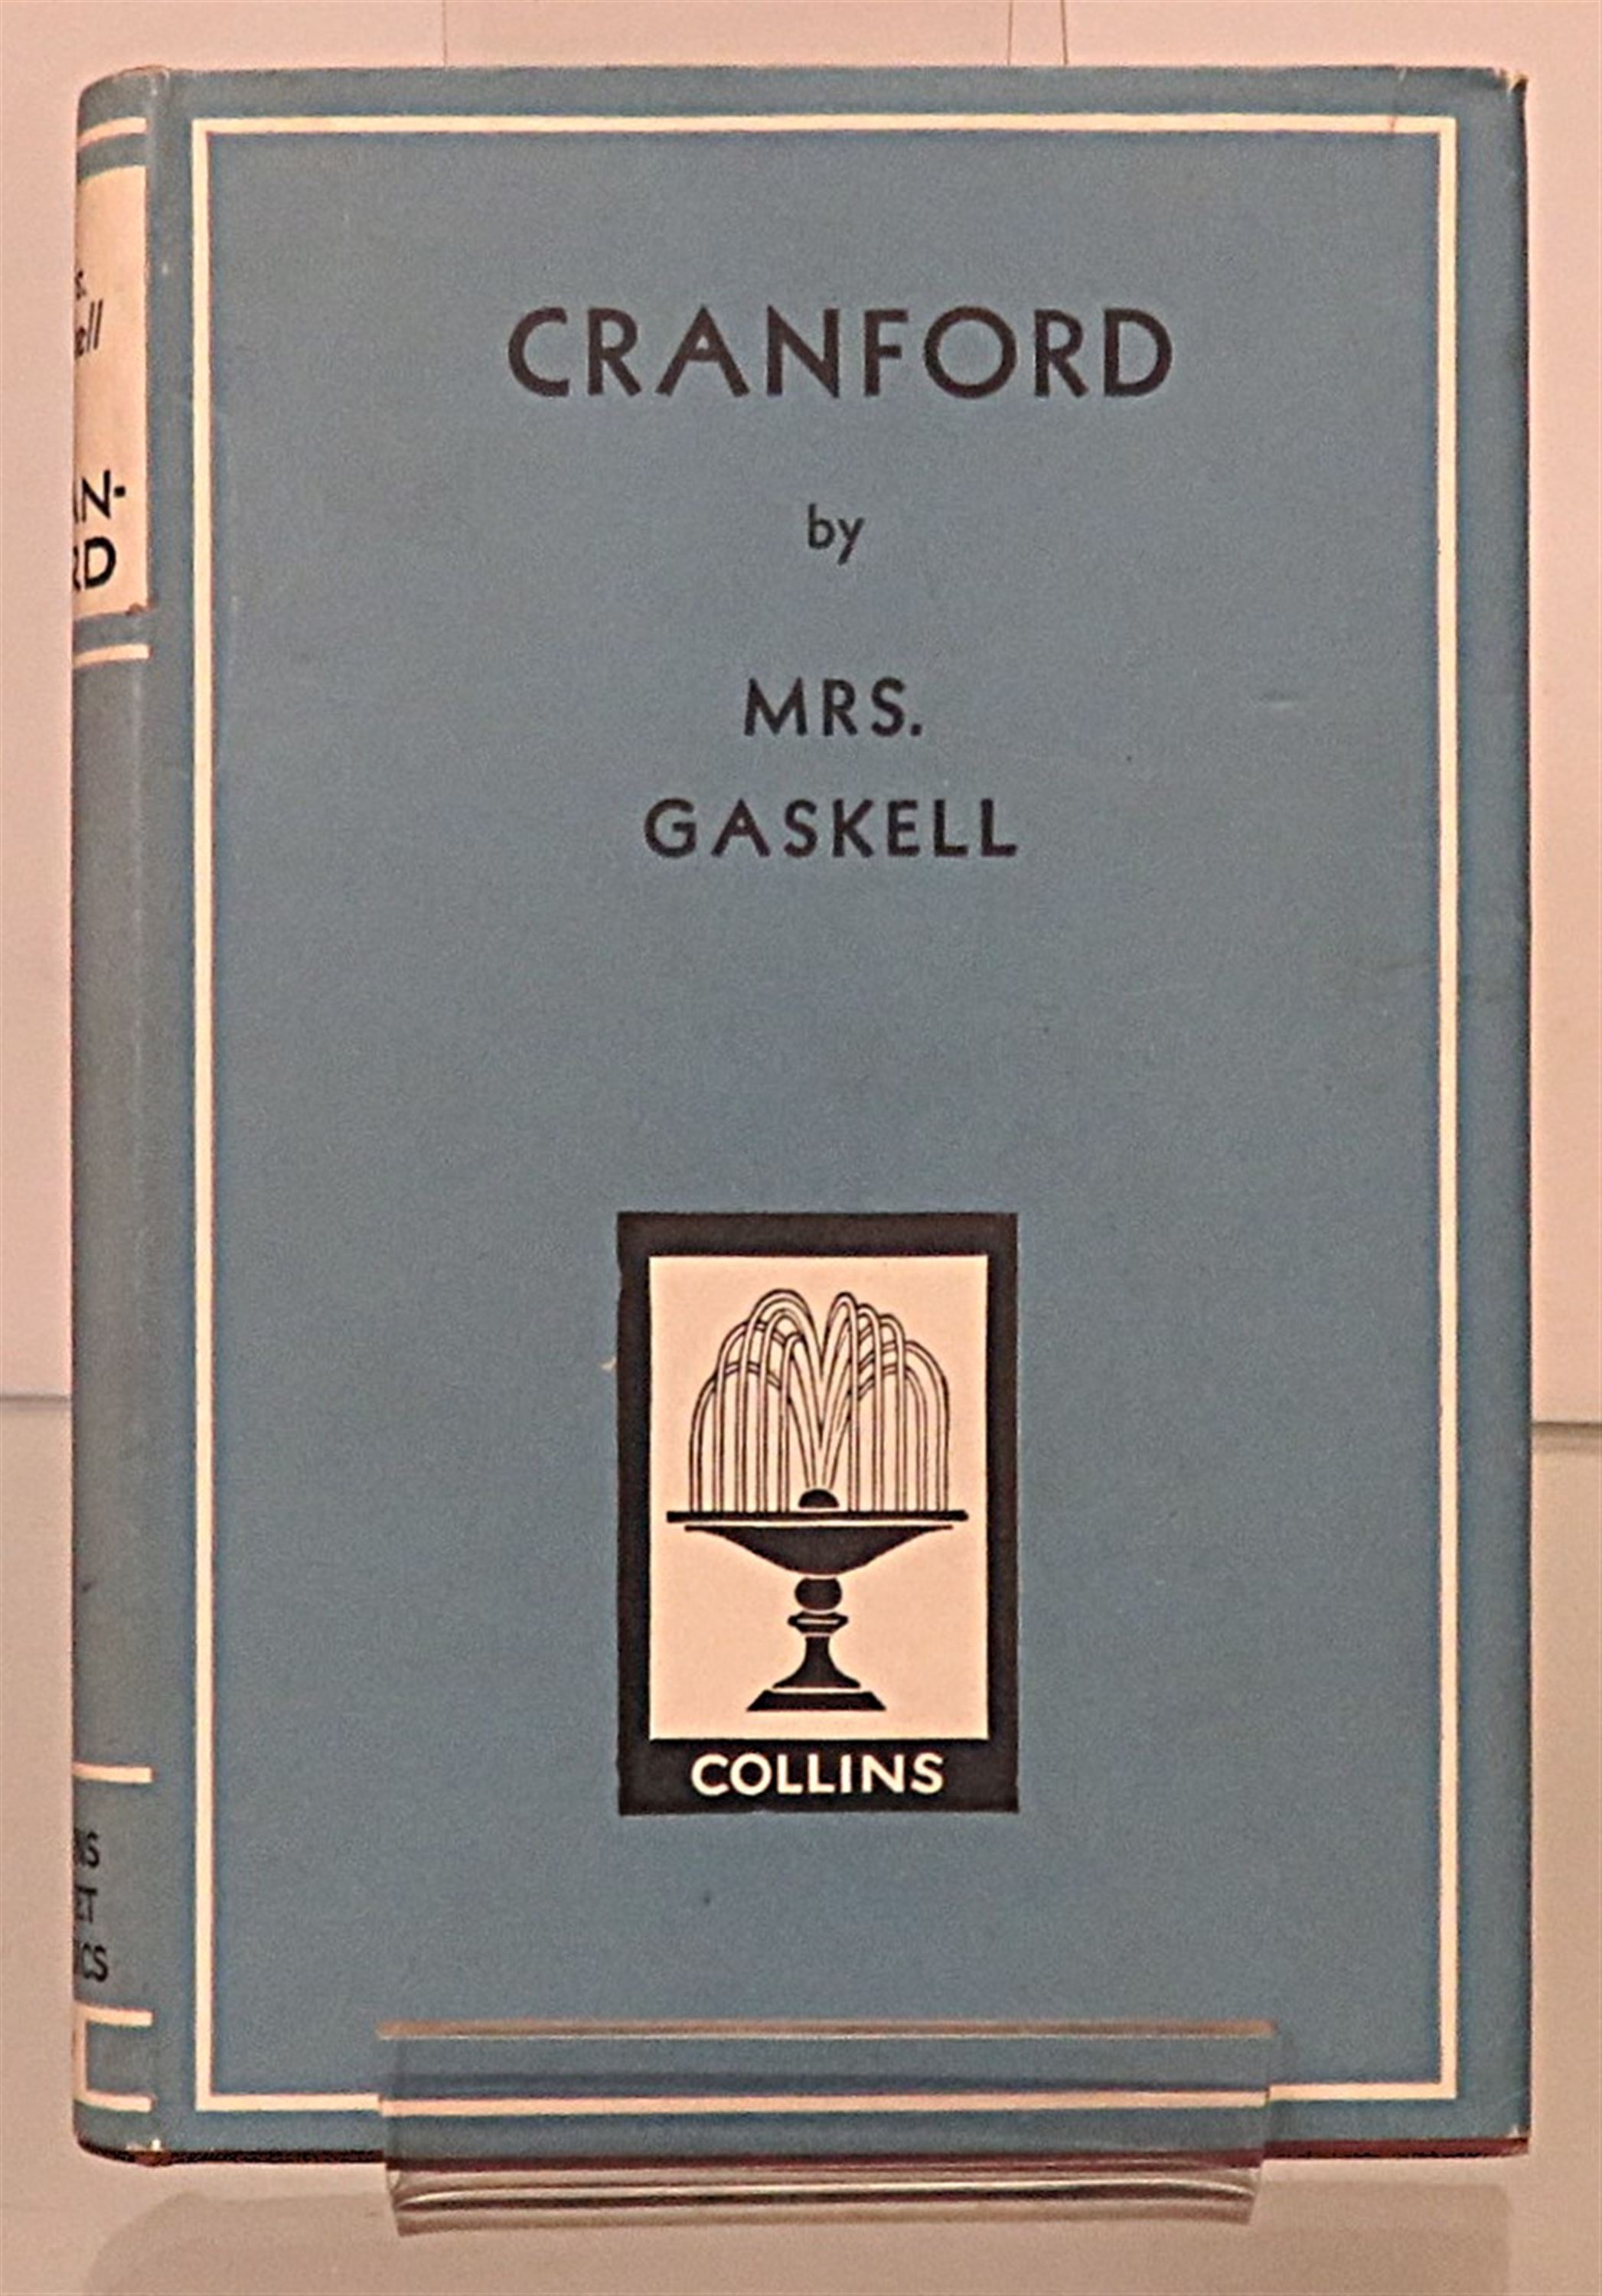 CRANFORD
by
MRS.
GASKELL
COLLINS